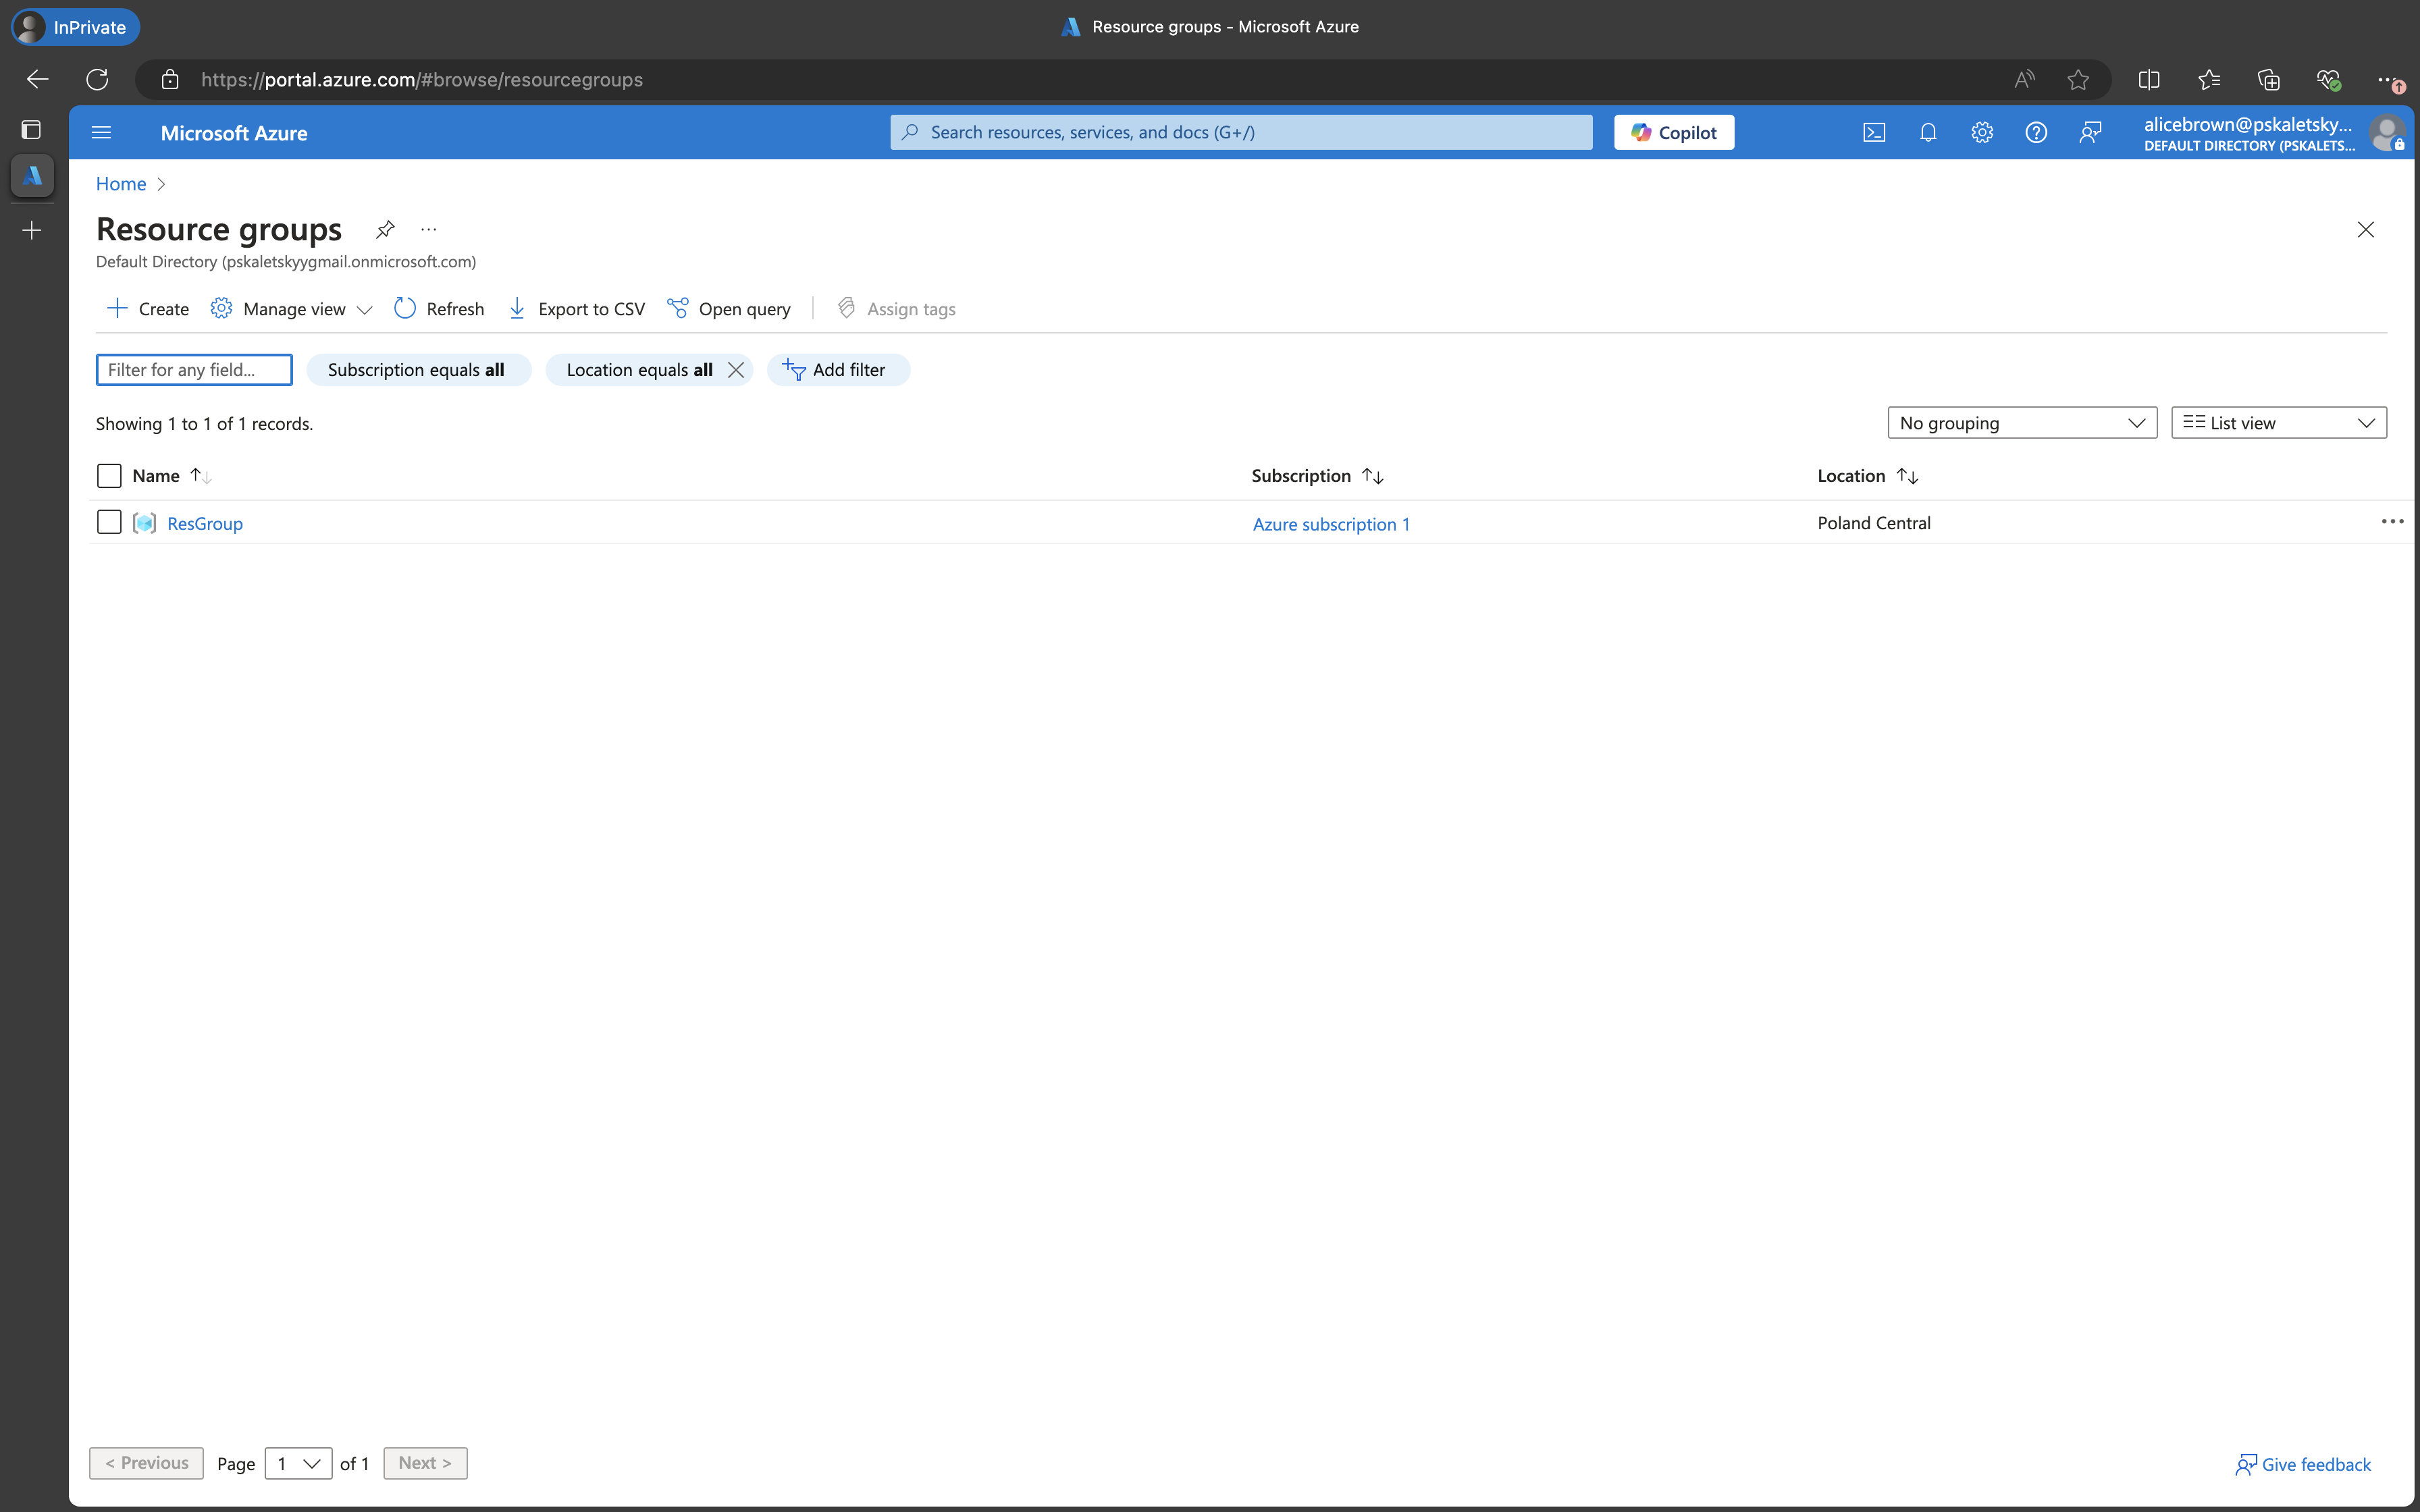 InPrivate
Resource groups - Microsoft Azure
https://portal.azure.com/#browse/resourcegroups
Microsoft Azure
Search resources, services, and docs (G+/)
Copilot
alicebrown@pskaletsky...
DEFAULT DIRECTORY (PSKALETS...
Home
Resource groups
...
Default Directory (pskaletskyygmail.onmicrosoft.com)
Create
Manage view
Refresh
Export to CSV
Open query
Assign tags
Filter for any field...
Subscription equals all
Location equals all
Add filter
Showing 1 to 1 of 1 records.
No grouping
List view
Name
Subscription
Location
ResGroup
Azure subscription 1
Poland Central
< Previous
Page 1 of 1
Next >
Give feedback